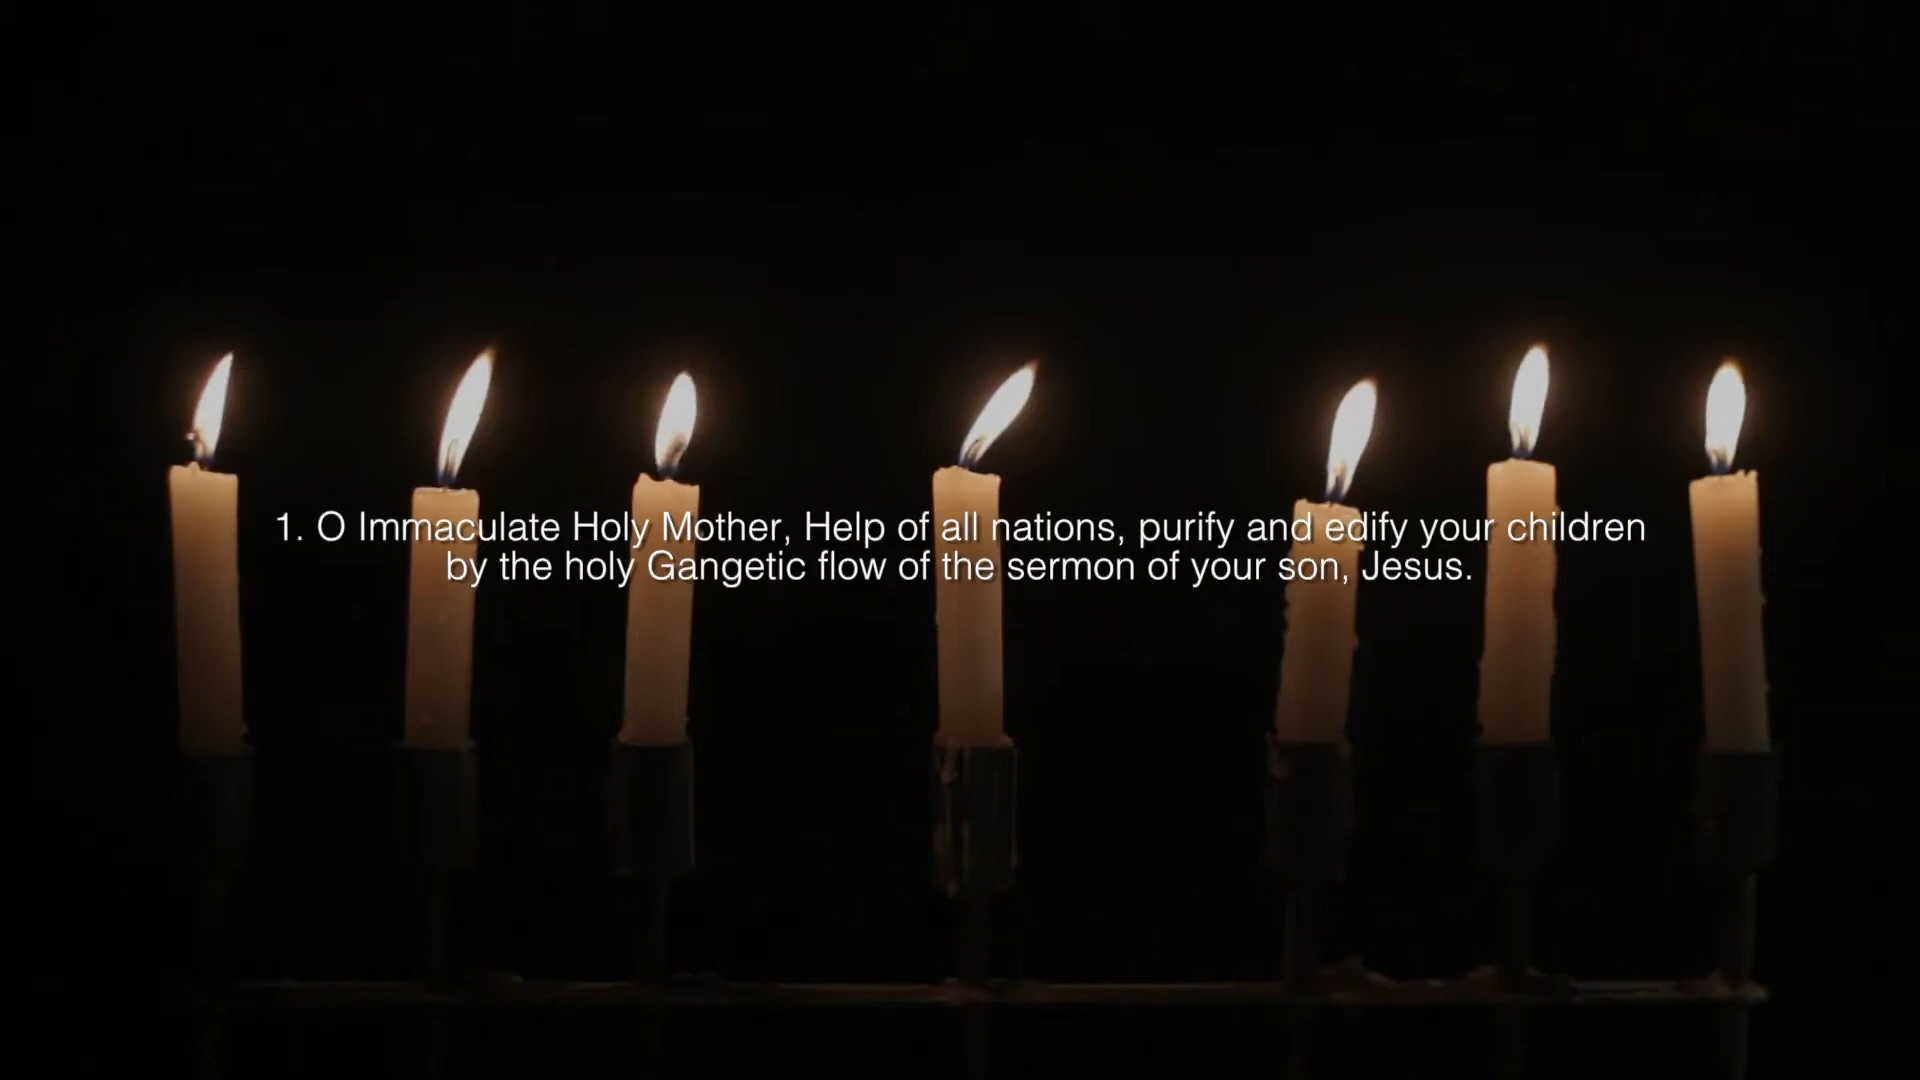 1. O Immaculate Holy Mother, Help of all nations, purify and edify your children
by the holy Gangetic flow of the sermon of your son, Jesus.